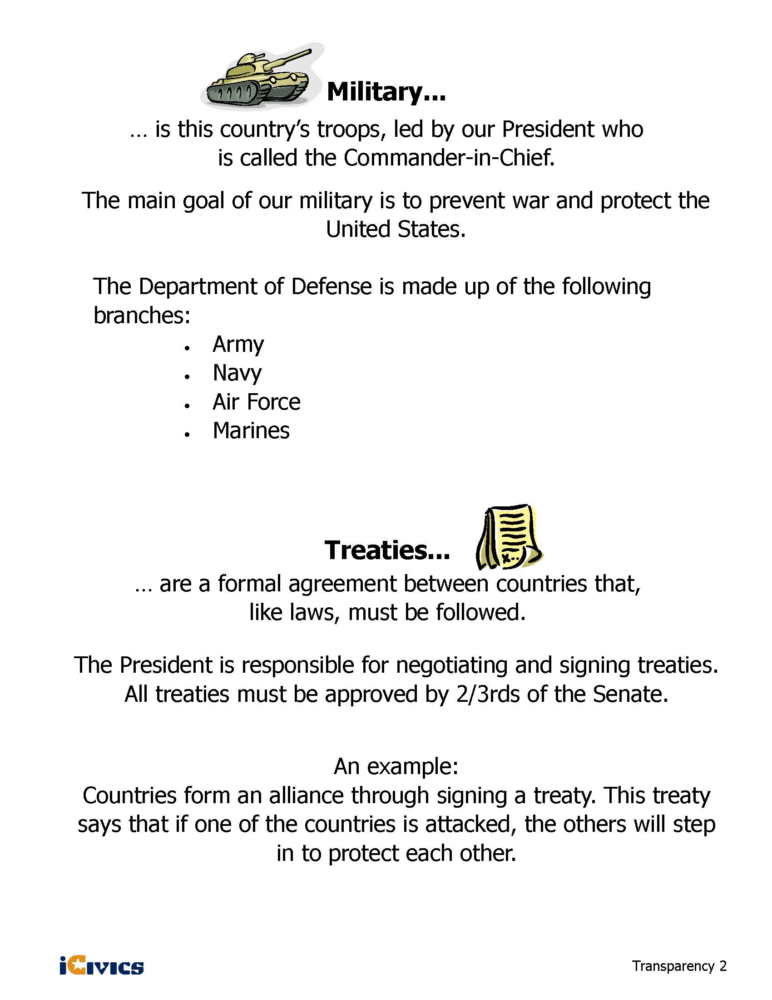 Military...
... is this country’s troops, led by our President who
is called the Commander-in-Chief.
The main goal of our military is to prevent war and protect the
United States.
The Department of Defense is made up of the following
branches:
• Army
• Navy
• Air Force
• Marines
Treaties...
... are a formal agreement between countries that,
like laws, must be followed.
The President is responsible for negotiating and signing treaties.
All treaties must be approved by 2/3rds of the Senate.
An example:
Countries form an alliance through signing a treaty. This treaty
says that if one of the countries is attacked, the others will step
in to protect each other.
iCivics
Transparency 2